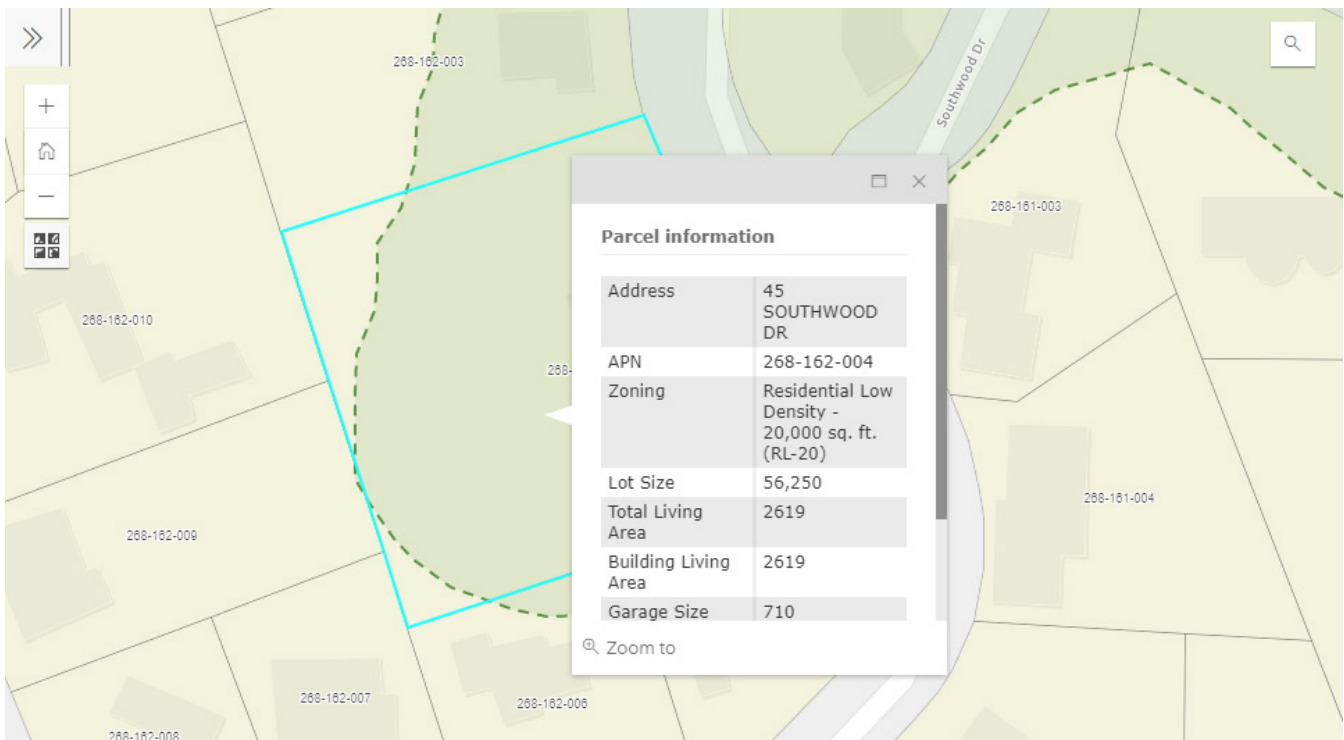 268-162-003
Southwood Dr
Parcel information
268-161-003
Address 45
SOUTHWOOD
DR
268-162-010
APN 268-162-004
268-
Zoning Residential Low
Density -
20,000 sq. ft.
(RL-20)
Lot Size 56,250
268-161-004
Total Living 2619
Area
268-162-009
Building Living 2619
Area
Garage Size 710
Zoom to
268-162-007
268-162-006
268-162-008